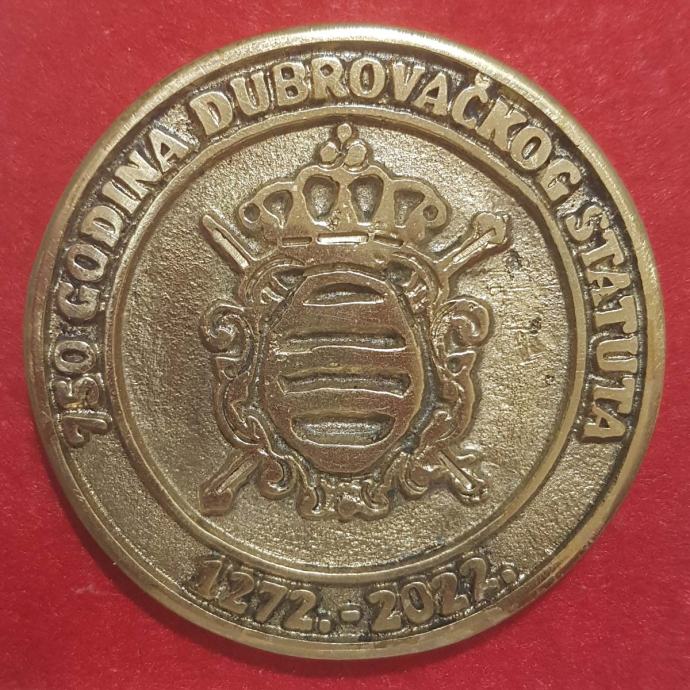 750 GODINA DUBROVAČKOG STATUTA
1272.-2022.